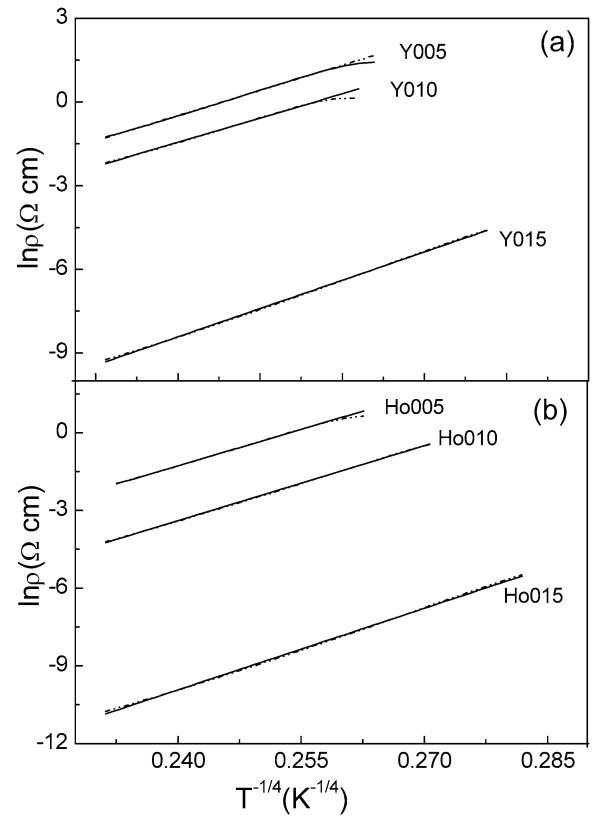 3
(a)
Y005
0
Y010
-3
lnρ(Ω cm)
Y015
-6
-9
Ho005
(b)
0
Ho010
-3
lnρ(Ω cm)
-6
Ho015
-9
-12
0.240 0.255 0.270 0.285
T⁻¹/⁴(K⁻¹/⁴)